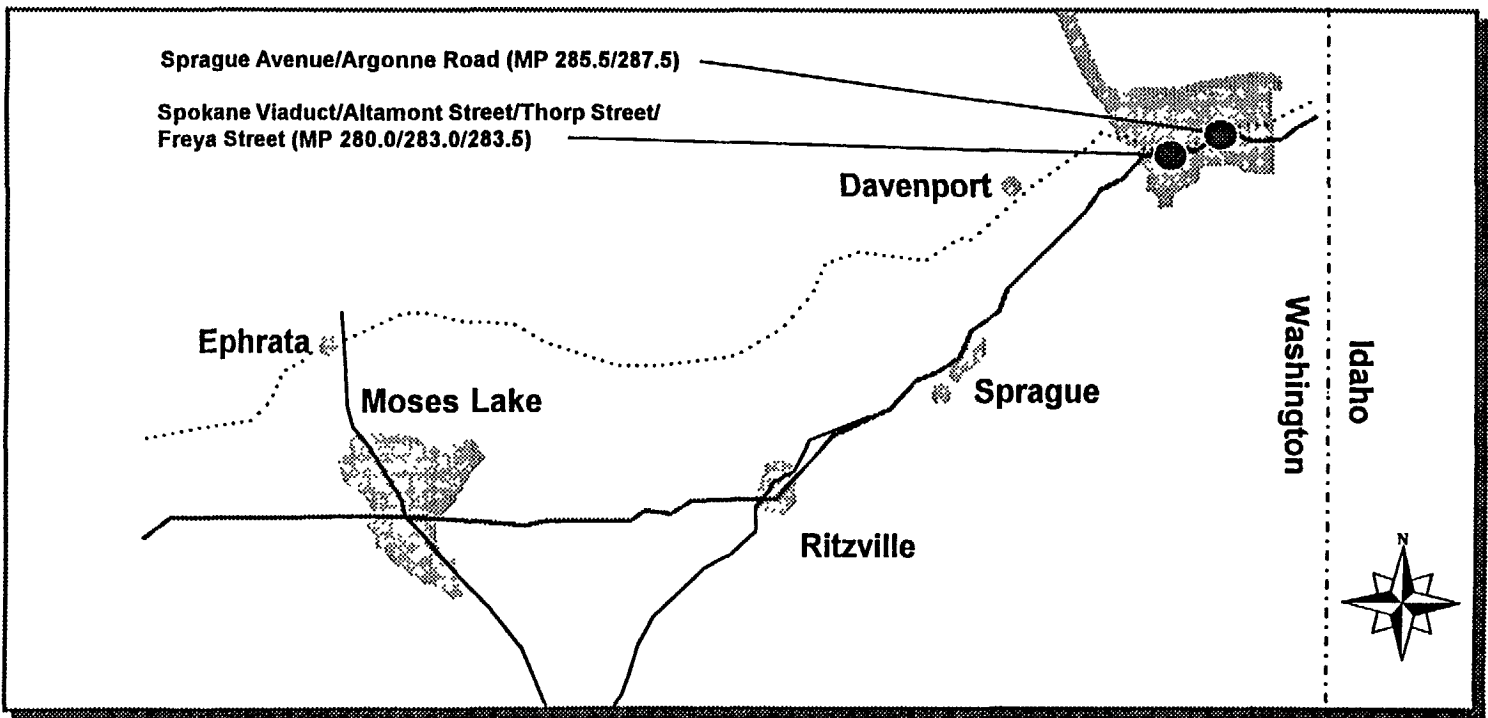 Sprague Avenue/Argonne Road (MP 285.5/287.5)
Spokane Viaduct/Altamont Street/Thorp Street/
Freya Street (MP 280.0/283.0/283.5)
Davenport
Ephrata
Moses Lake
Sprague
Ritzville
Washington
Idaho
N